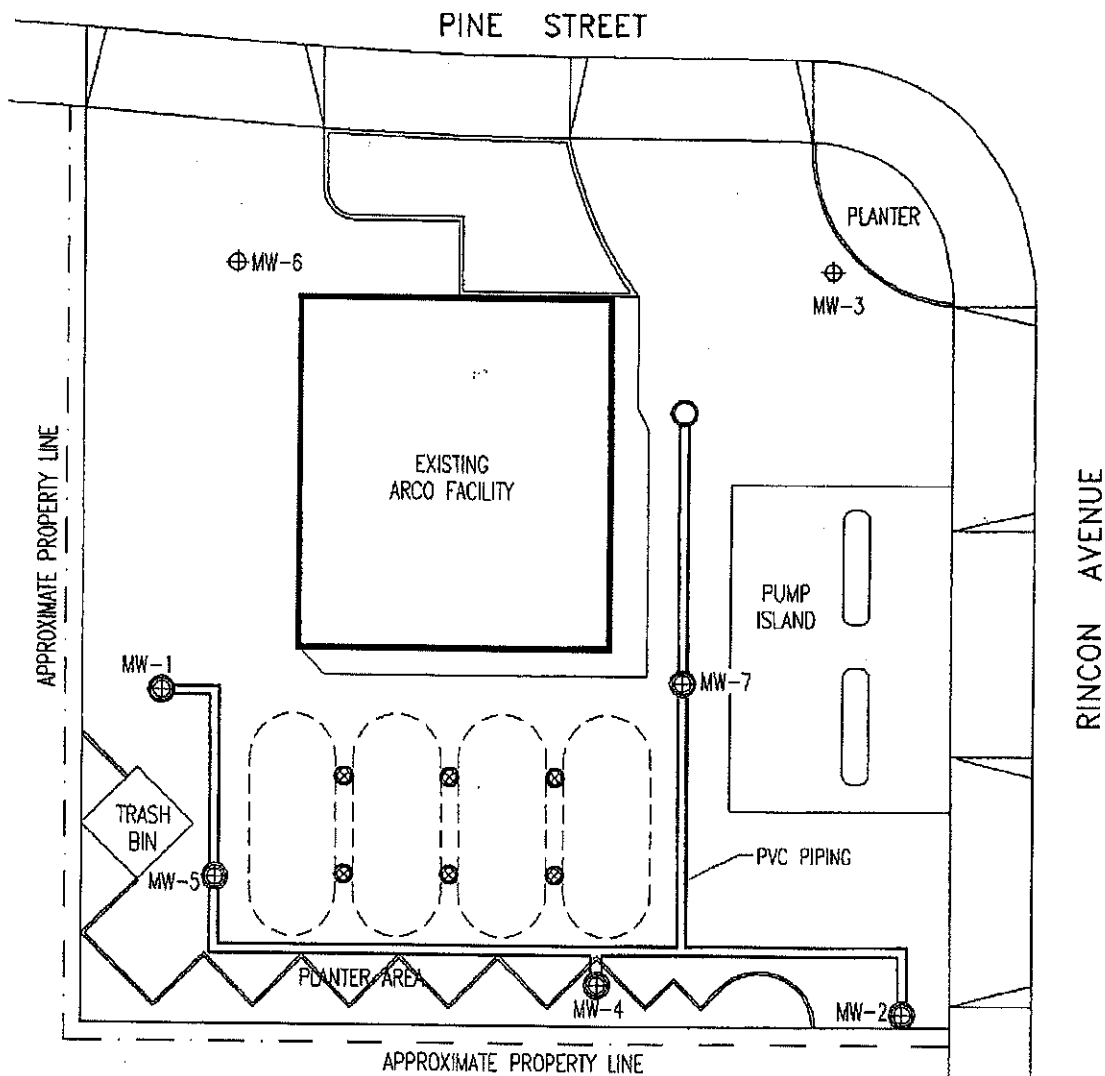 PINE STREET
PLANTER
MW-6
MW-3
EXISTING
ARCO FACILITY
APPROXIMATE PROPERTY LINE
RINCON AVENUE
PUMP
ISLAND
MW-1
MW-7
TRASH
BIN
PVC PIPING
MW-5
PLANTER AREA
MW-4
MW-2
APPROXIMATE PROPERTY LINE